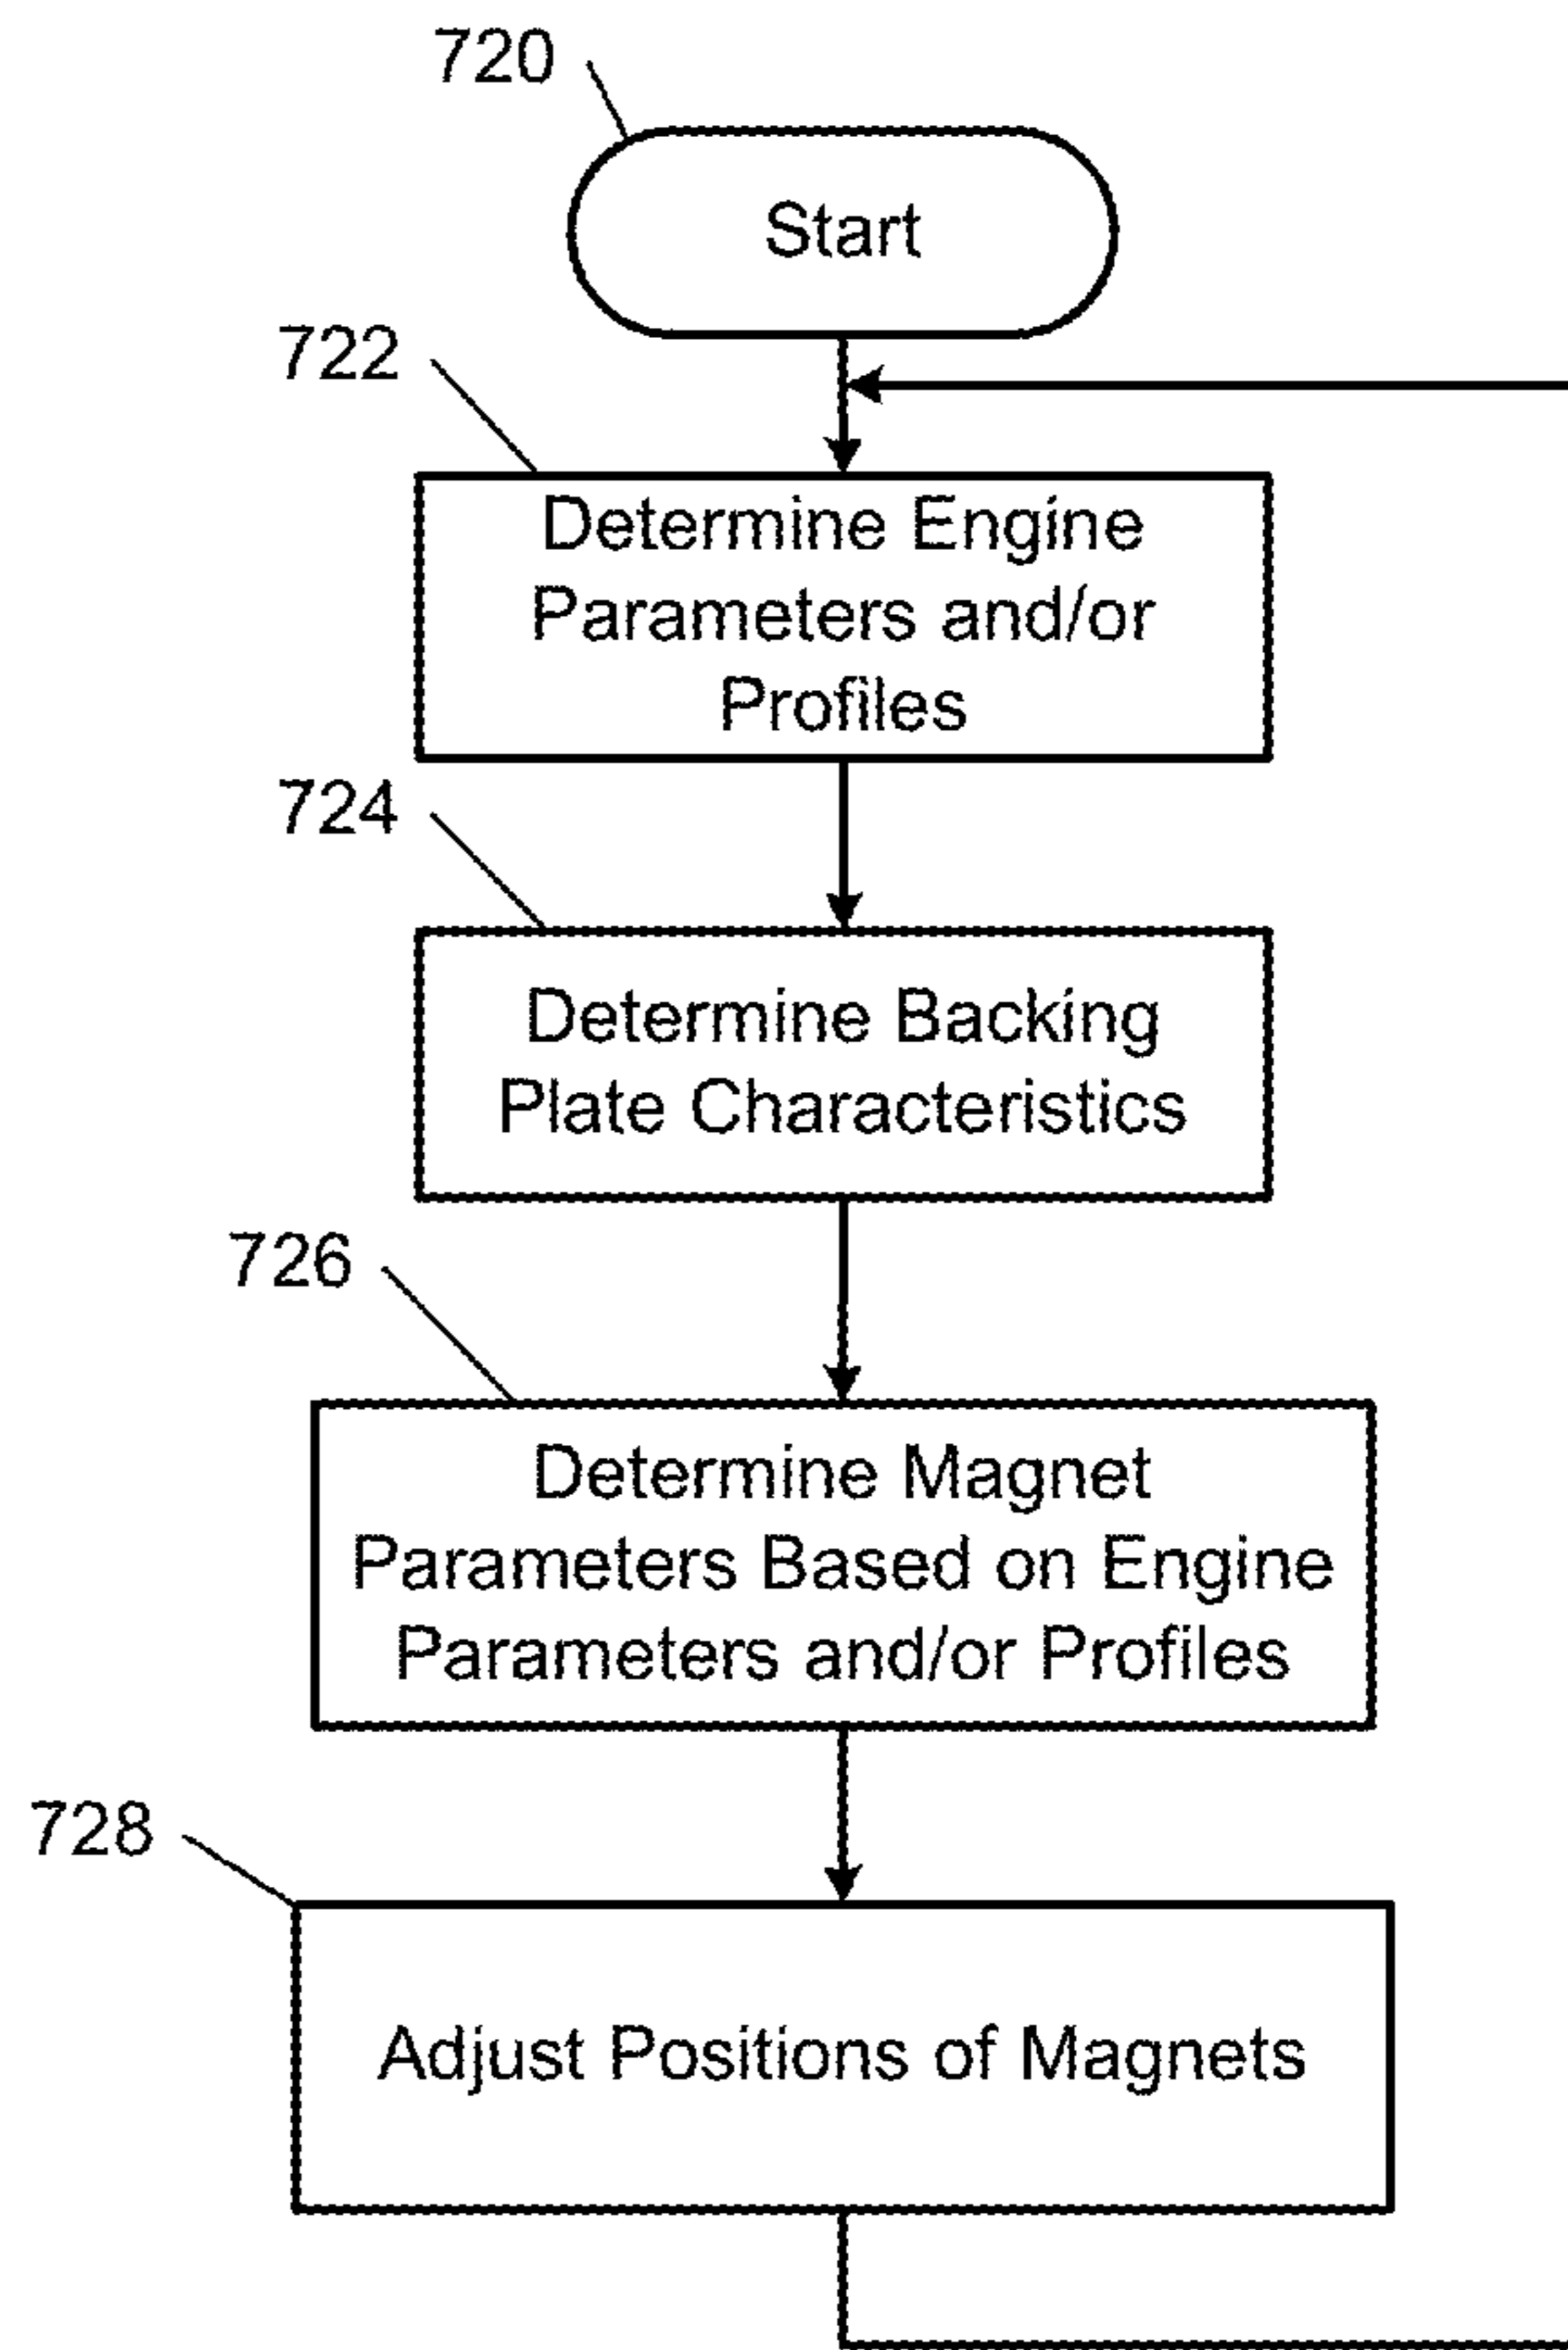 720
Start
722
Determine Engine
Parameters and/or
Profiles
724
Determine Backing
Plate Characteristics
726
Determine Magnet
Parameters Based on Engine
Parameters and/or Profiles
728
Adjust Positions of Magnets